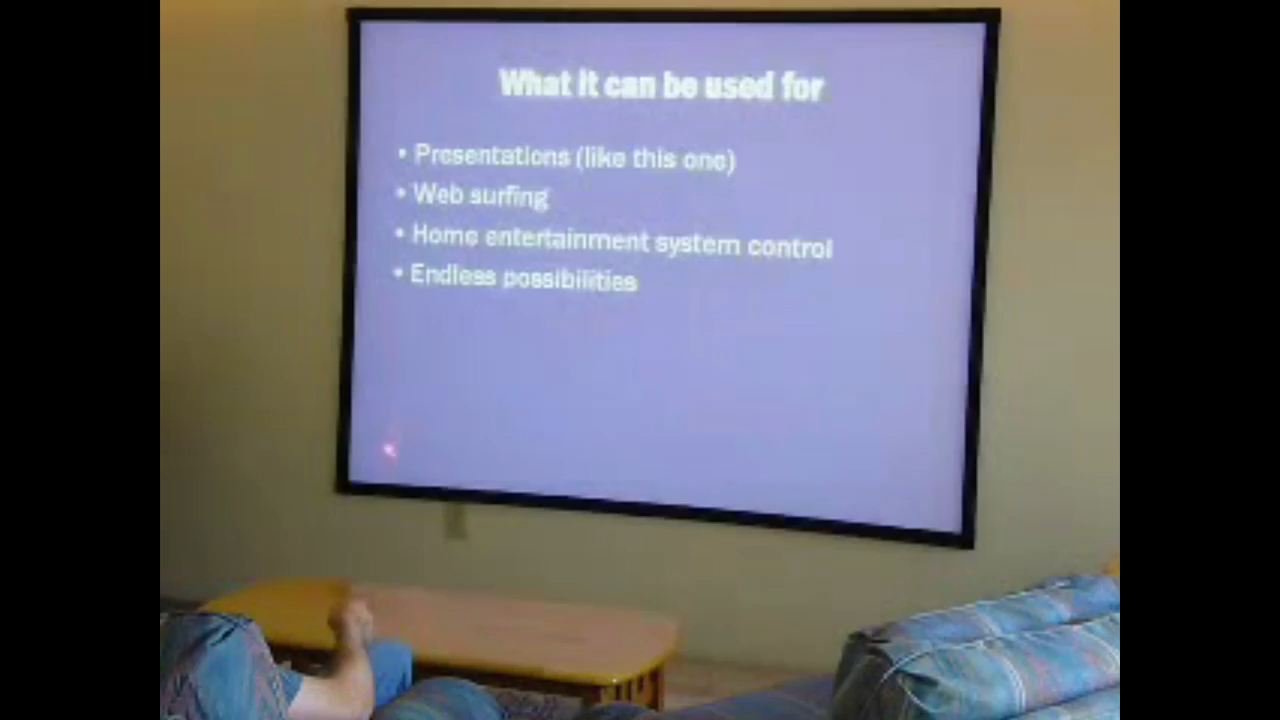 What it can be used for
• Presentations (like this one)
• Web surfing
• Home entertainment system control
• Endless possibilities